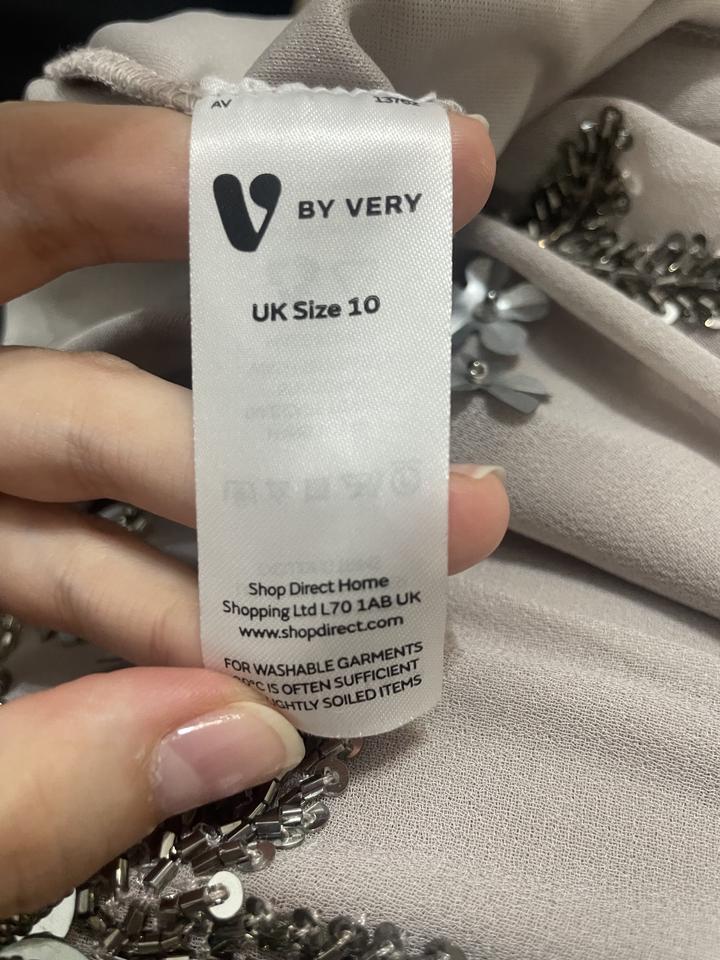 AV
V BY VERY
UK Size 10
Shop Direct Home
Shopping Ltd L70 1AB UK
www.shopdirect.com
FOR WASHABLE GARMENTS
IS OFTEN SUFFICIENT
SOILED ITEMS